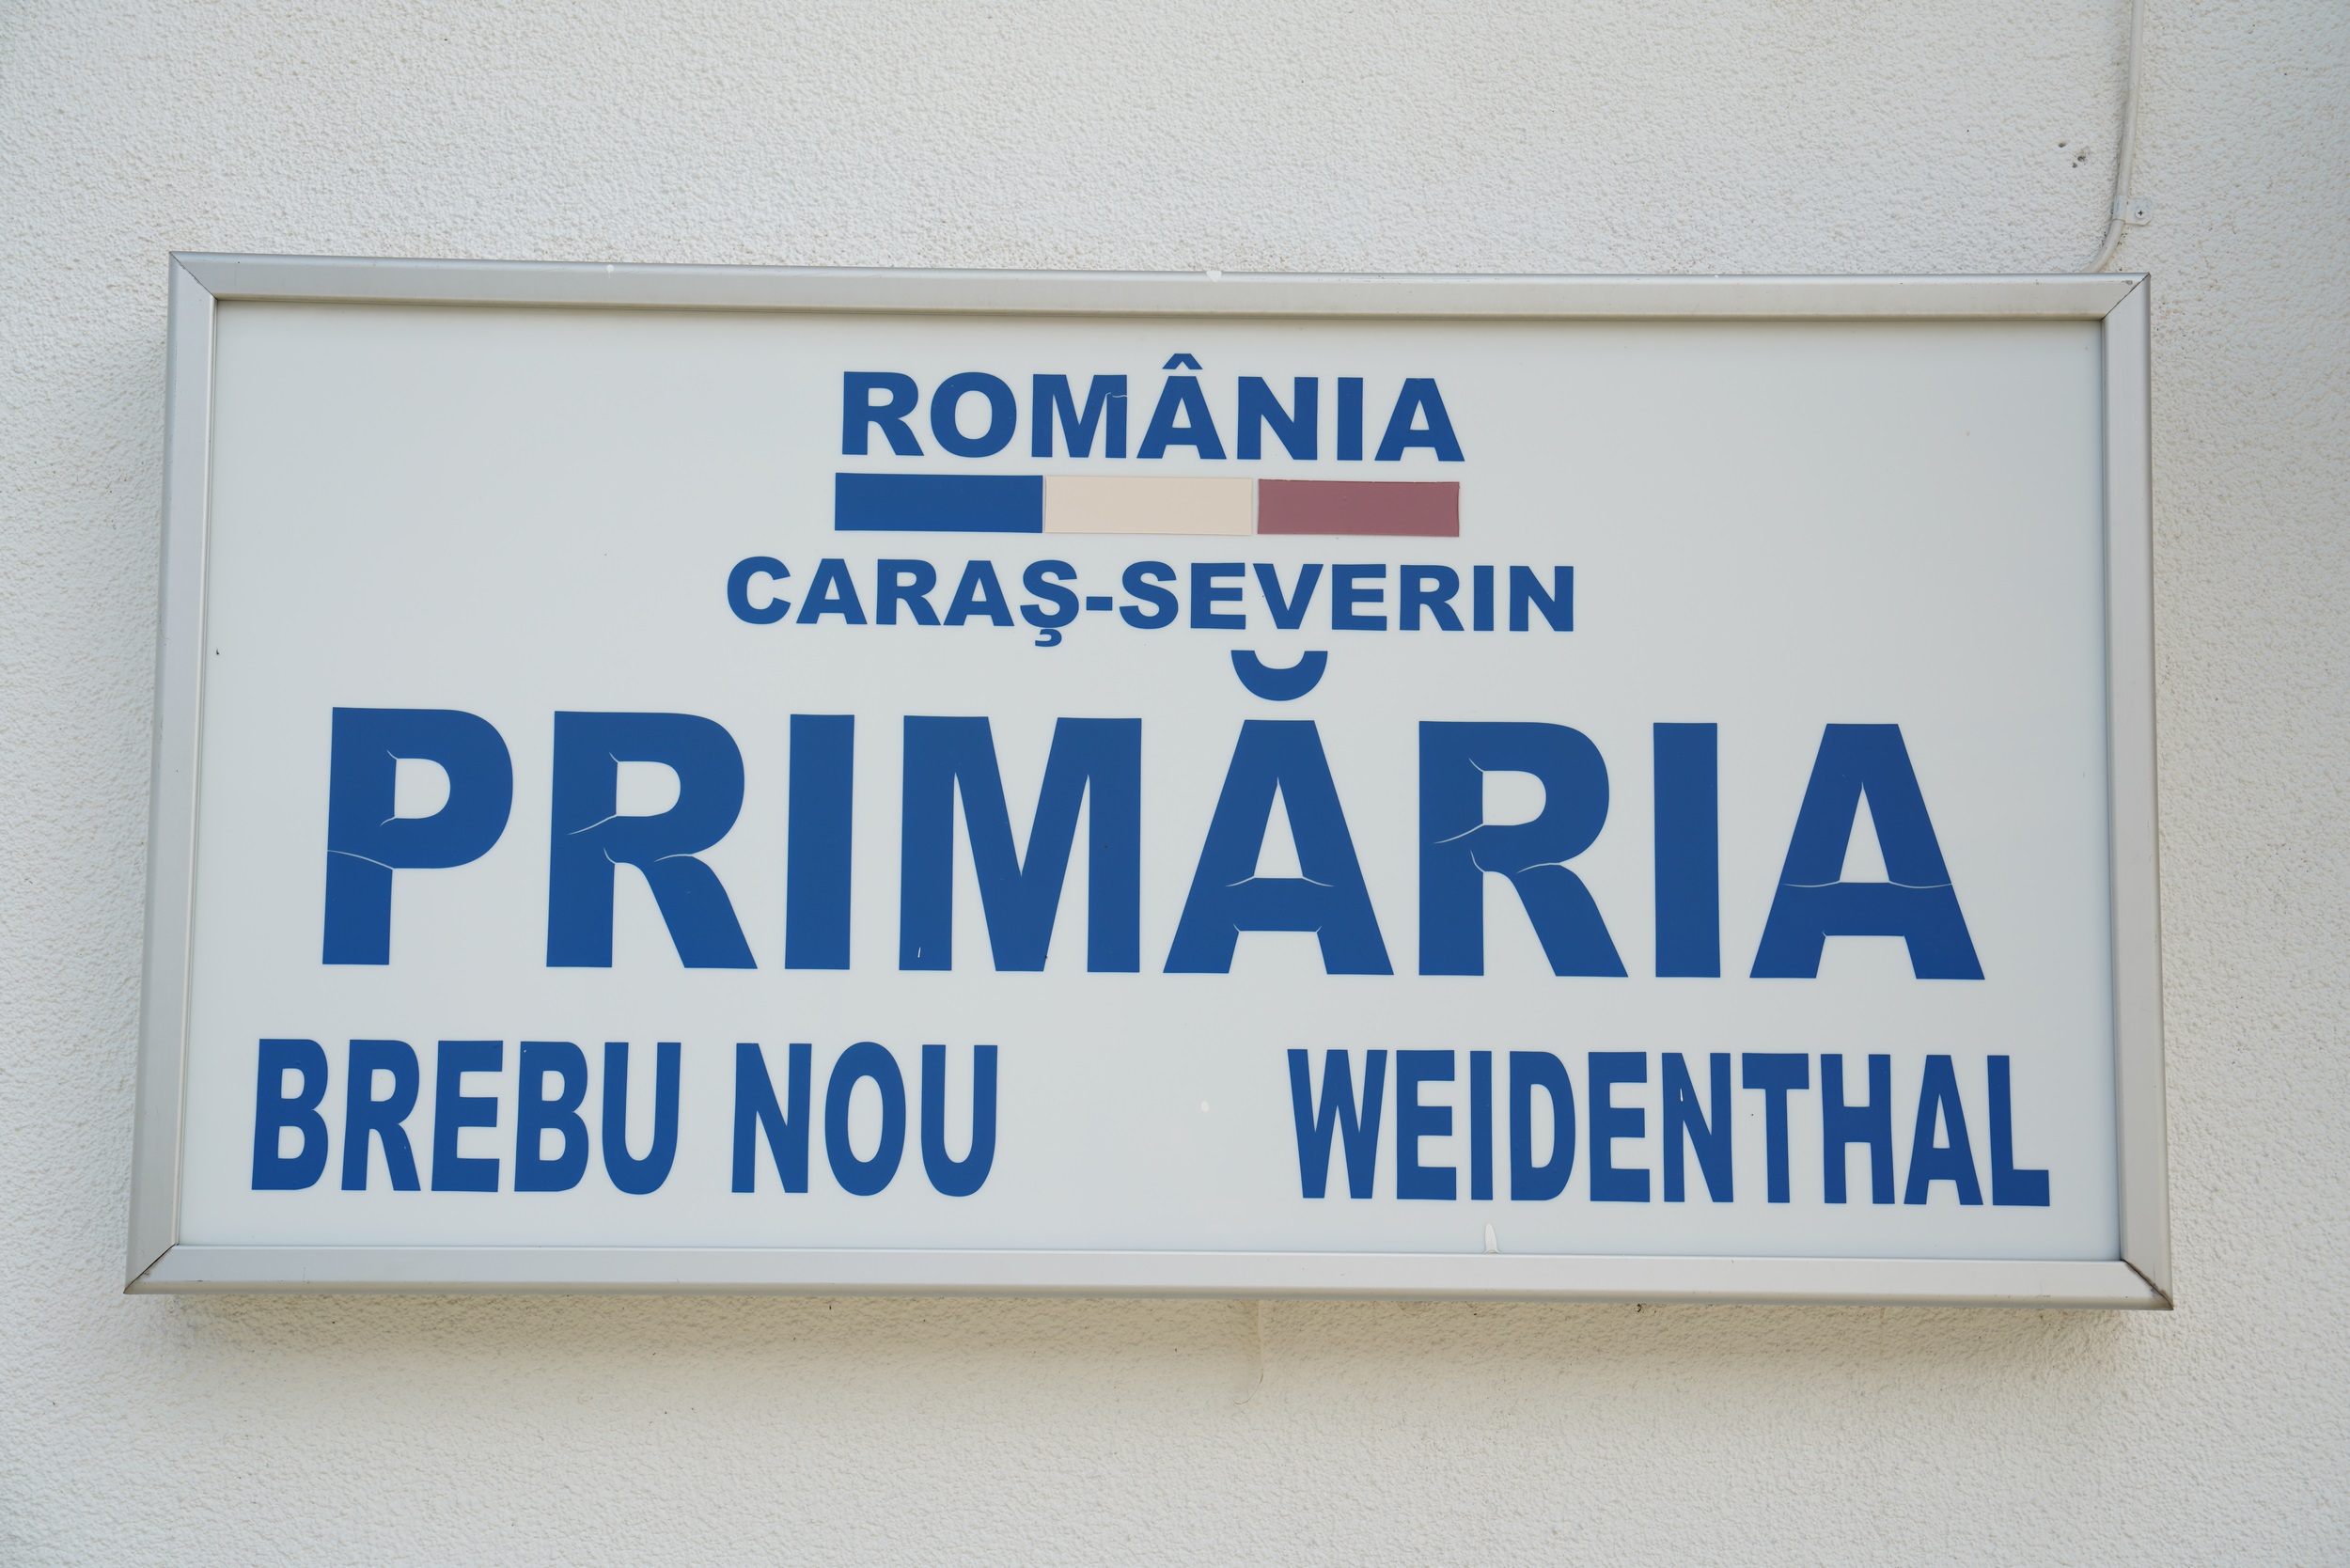 ROMÂNIA
CARAŞ-SEVERIN
PRIMĂRIA
BREBU NOU WEIDENTHAL